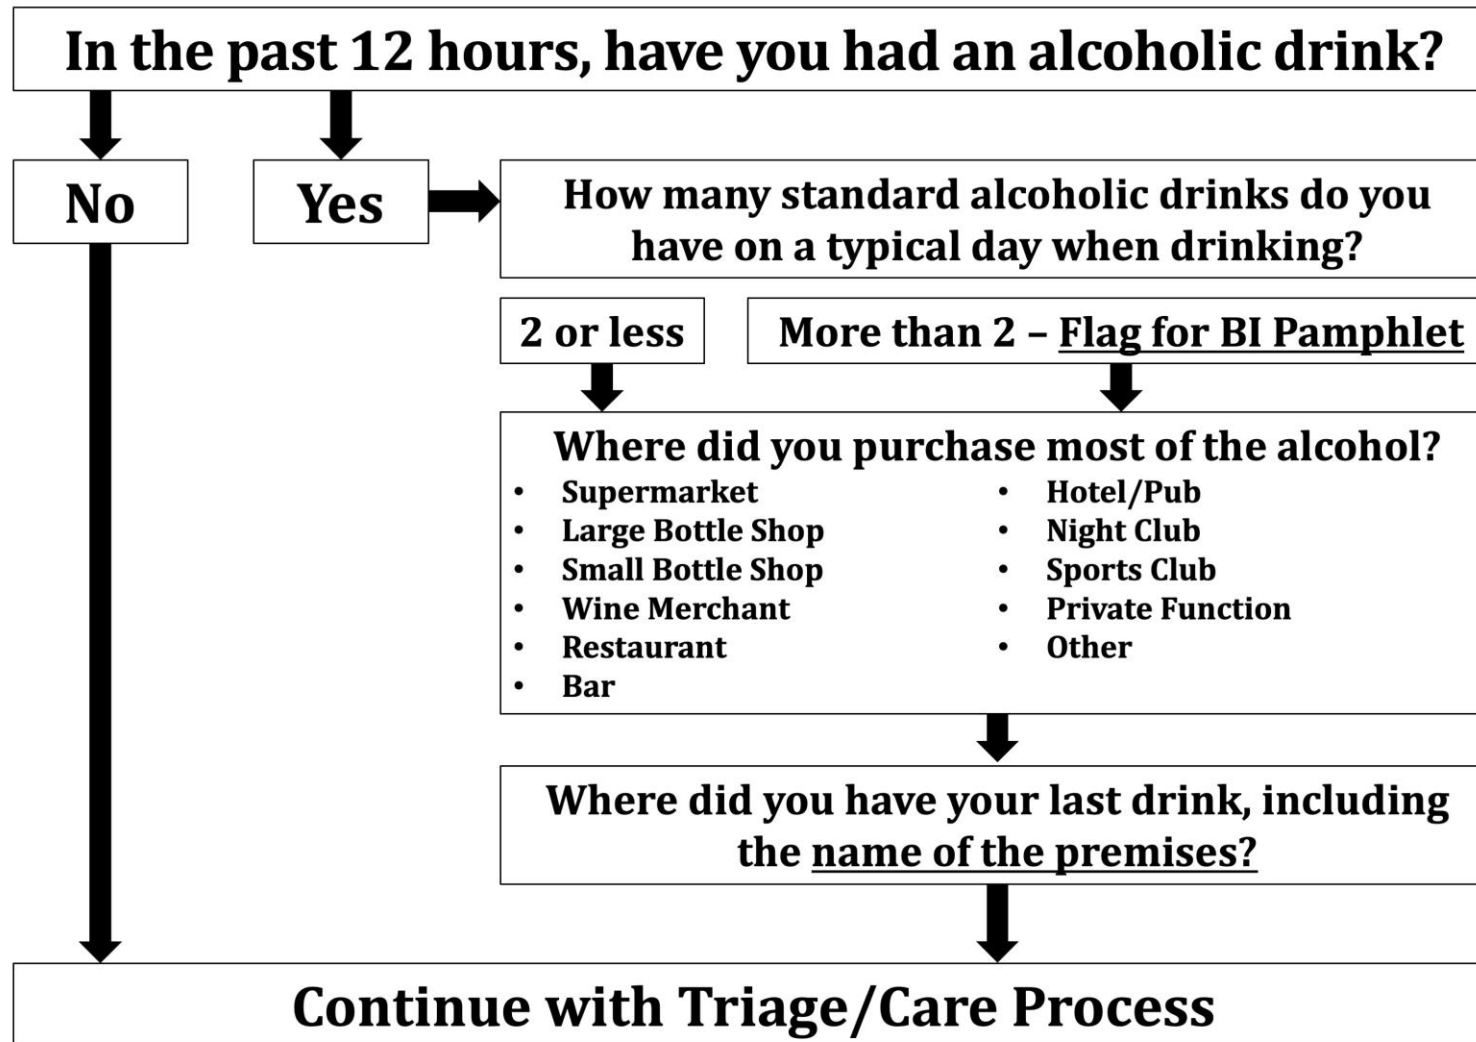 In the past 12 hours, have you had an alcoholic drink?
No
Yes
How many standard alcoholic drinks do you
have on a typical day when drinking?
2 or less
More than 2 – Flag for BI Pamphlet
Where did you purchase most of the alcohol?
• Supermarket
• Large Bottle Shop
• Small Bottle Shop
• Wine Merchant
• Restaurant
• Bar
• Hotel/Pub
• Night Club
• Sports Club
• Private Function
• Other
Where did you have your last drink, including
the name of the premises?
Continue with Triage/Care Process